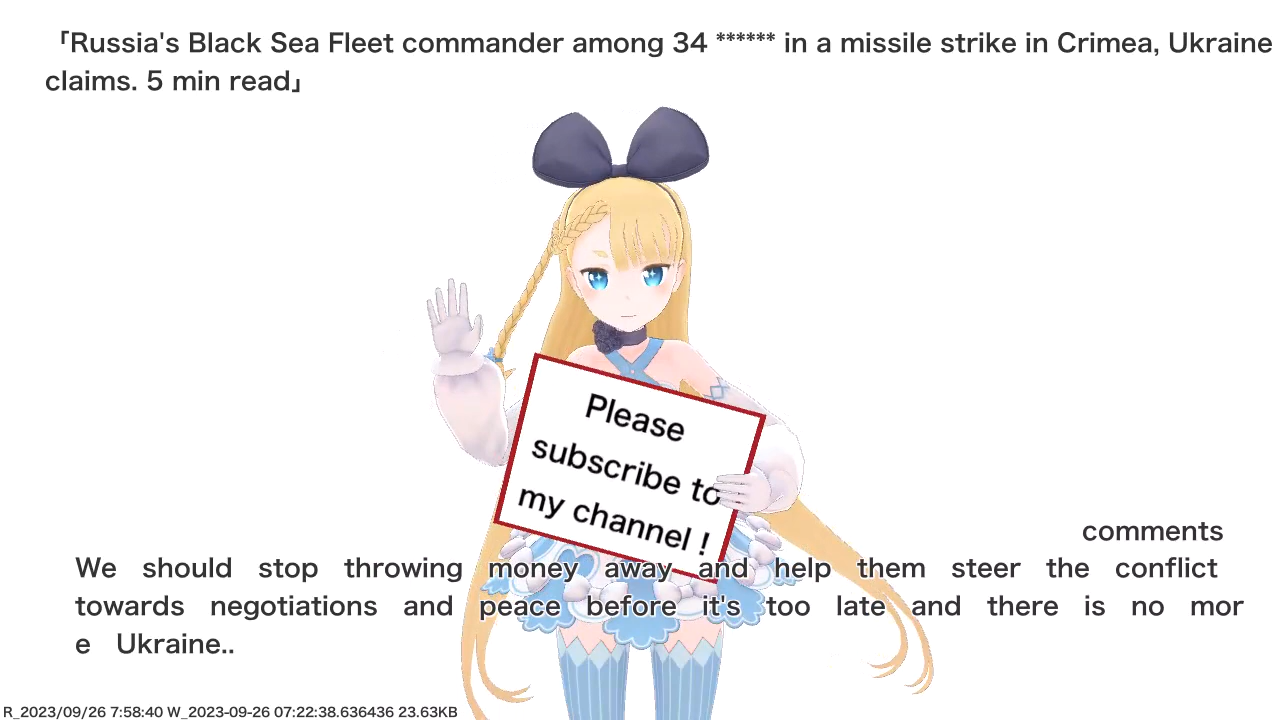 「Russia's Black Sea Fleet commander among 34 ****** in a missile strike in Crimea, Ukraine
claims. 5 min read」
Please
subscribe to
my channel !
comments
We should stop throwing money away and help them steer the conflict
towards negotiations and peace before it's too late and there is no mor
e Ukraine..
R_2023/09/26 7:58:40 W_2023-09-26 07:22:38.636436 23.63KB